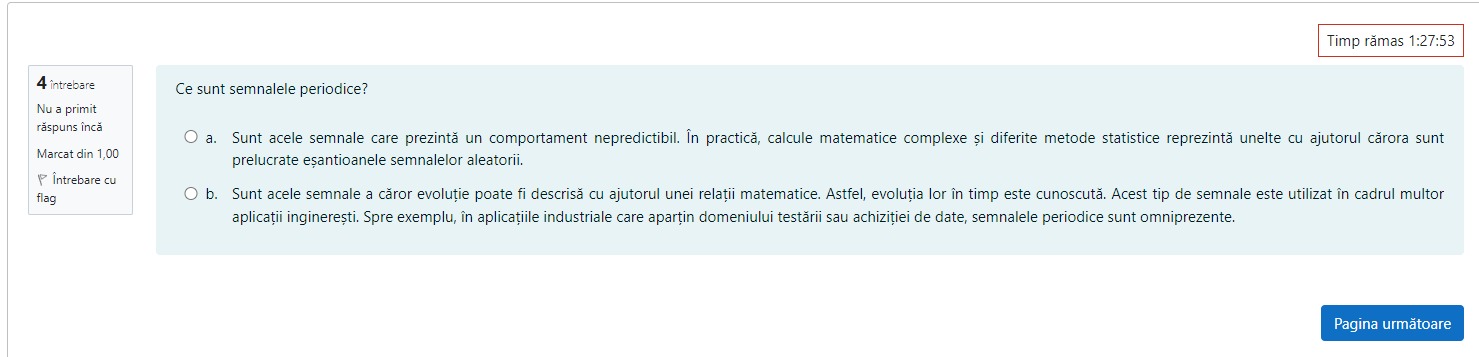 Timp rămas 1:27:53
4 întrebare
Nu a primit
răspuns încă
Marcat din 1,00
Întrebare cu
flag
Ce sunt semnalele periodice?
a. Sunt acele semnale care prezintă un comportament nepredictibil. În practică, calcule matematice complexe și diferite metode statistice reprezintă unelte cu ajutorul cărora sunt
prelucrate eșantioanele semnalelor aleatorii.
b. Sunt acele semnale a căror evoluție poate fi descrisă cu ajutorul unei relații matematice. Astfel, evoluția lor în timp este cunoscută. Acest tip de semnale este utilizat în cadrul multor
aplicații inginerești. Spre exemplu, în aplicațiile industriale care aparțin domeniului testării sau achiziției de date, semnalele periodice sunt omniprezente.
Pagina următoare